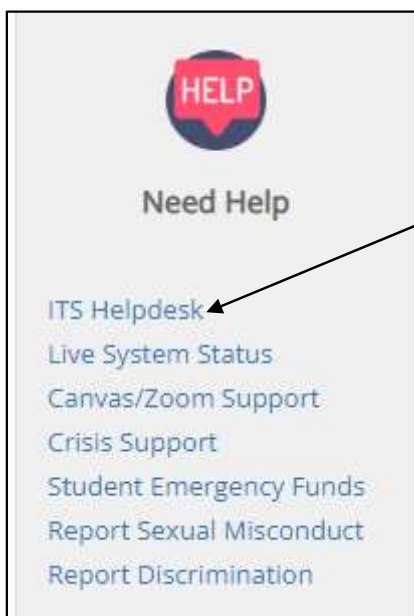 HELP
Need Help
ITS Helpdesk
Live System Status
Canvas/Zoom Support
Crisis Support
Student Emergency Funds
Report Sexual Misconduct
Report Discrimination